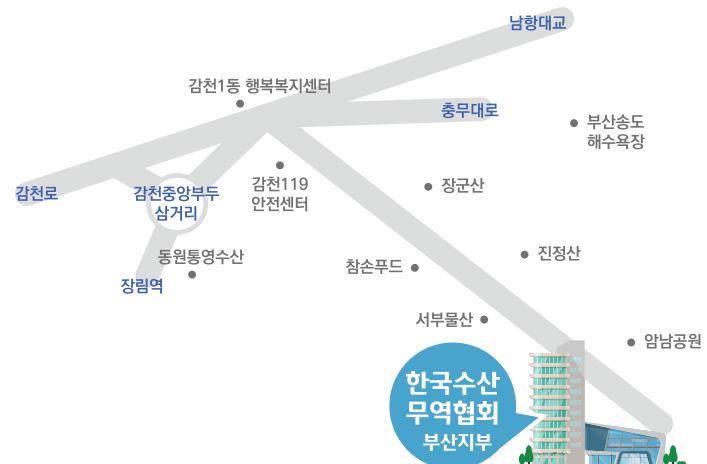 남항대교
감천1동 행복복지센터
충무대로
부산송도
해수욕장
감천로
감천중앙부두
삼거리
감천119
안전센터
장군산
동원통영수산
장림역
참손푸드
진정산
서부물산
암남공원
한국수산
무역협회
부산지부